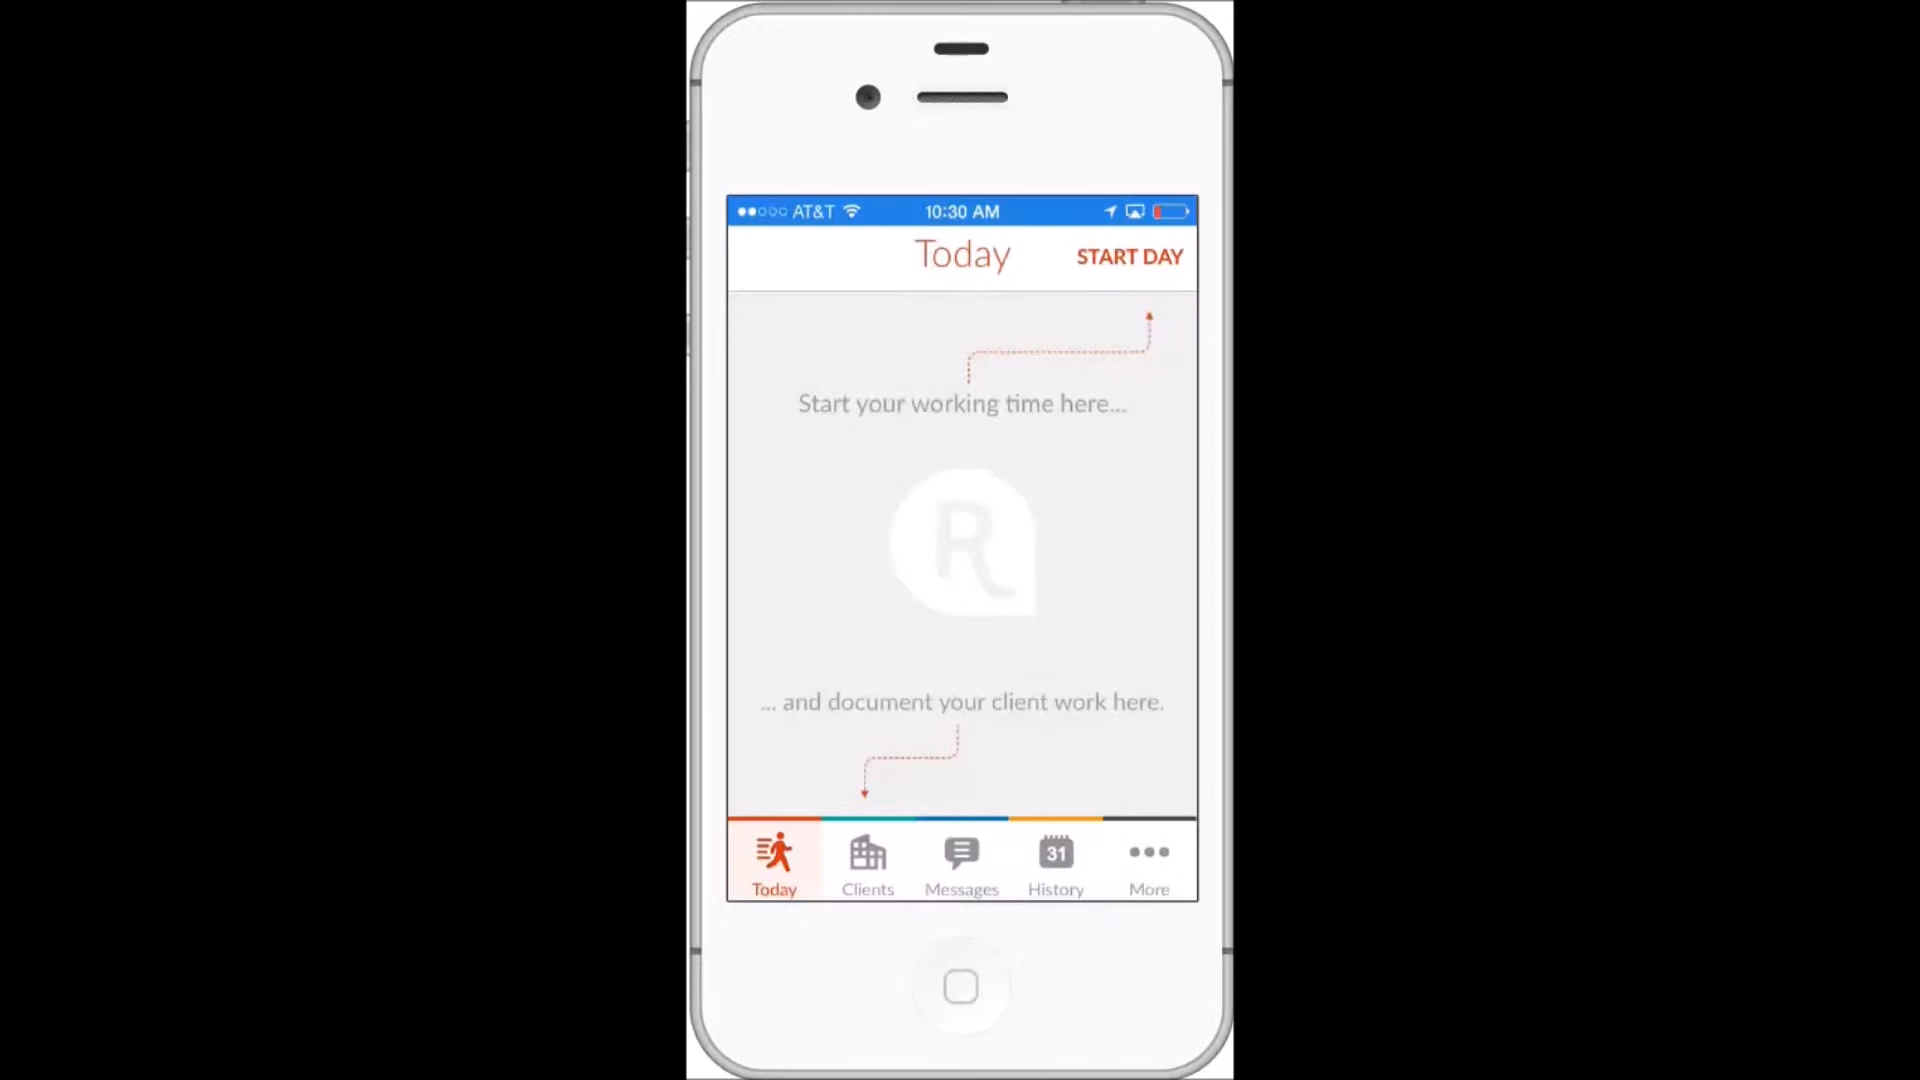 AT&T 10:30 AM
Today START DAY
Start your working time here...
R
... and document your client work here.
31
Today Clients Messages History More